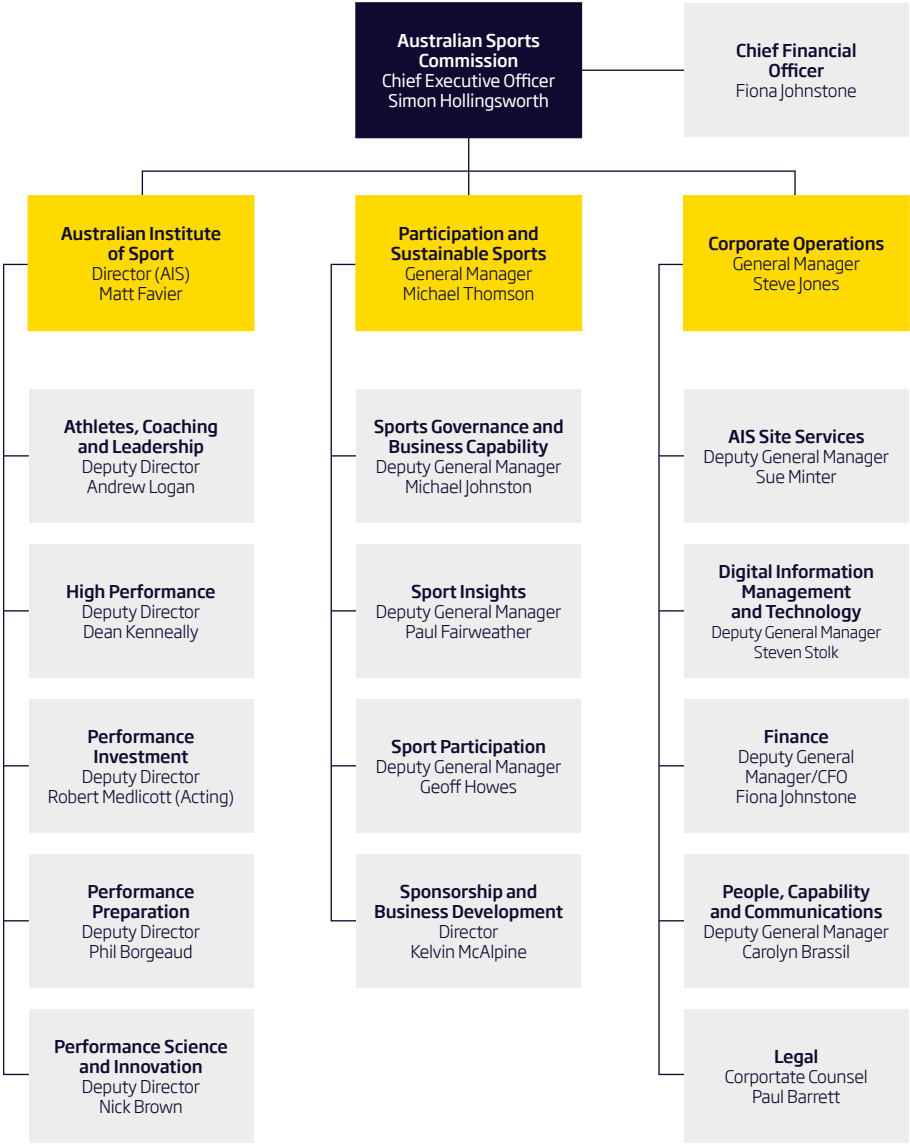 Australian Sports
Commission
Chief Executive Officer
Simon Hollingsworth
Chief Financial
Officer
Fiona Johnstone
Australian Institute
of Sport
Director (AIS)
Matt Favier
Participation and
Sustainable Sports
General Manager
Michael Thomson
Corporate Operations
General Manager
Steve Jones
Athletes, Coaching
and Leadership
Deputy Director
Andrew Logan
Sports Governance and
Business Capability
Deputy General Manager
Michael Johnston
AIS Site Services
Deputy General Manager
Sue Minter
High Performance
Deputy Director
Dean Kenneally
Sport Insights
Deputy General Manager
Paul Fairweather
Digital Information
Management
and Technology
Deputy General Manager
Steven Stolk
Performance
Investment
Deputy Director
Robert Medlicott (Acting)
Sport Participation
Deputy General Manager
Geoff Howes
Finance
Deputy General
Manager/CFO
Fiona Johnstone
Performance
Preparation
Deputy Director
Phil Borgeaud
Sponsorship and
Business Development
Director
Kelvin McAlpine
People, Capability
and Communications
Deputy General Manager
Carolyn Brassil
Performance Science
and Innovation
Deputy Director
Nick Brown
Legal
Corportate Counsel
Paul Barrett